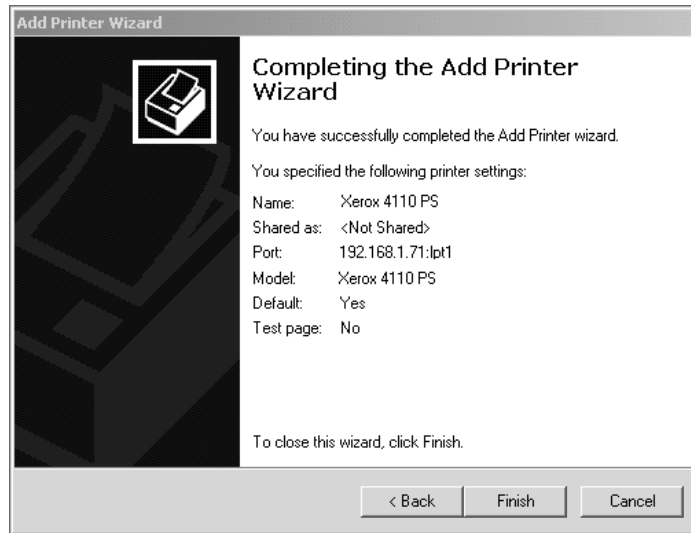 Add Printer Wizard
Completing the Add Printer
Wizard
You have successfully completed the Add Printer wizard.
You specified the following printer settings:
Name: Xerox 4110 PS
Shared as: <Not Shared>
Port: 192.168.1.71:lpt1
Model: Xerox 4110 PS
Default: Yes
Test page: No
To close this wizard, click Finish.
< Back Finish Cancel